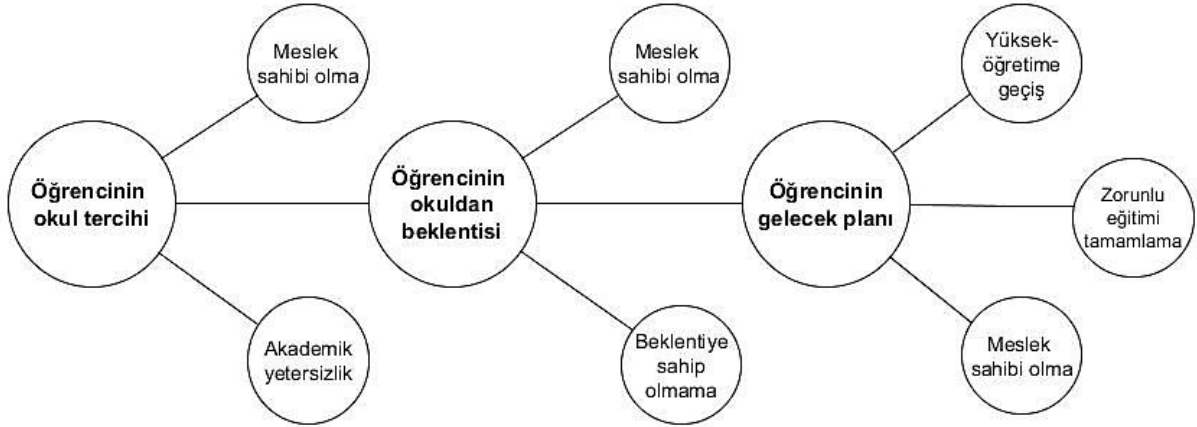 Meslek
sahibi olma
Meslek
sahibi olma
Yüksek-
öğretime
geçiş
Öğrencinin
okul tercihi
Öğrencinin
okuldan
beklentisi
Öğrencinin
gelecek planı
Zorunlu
eğitimi
tamamlama
Akademik
yetersizlik
Beklentiye
sahip
olmama
Meslek
sahibi olma